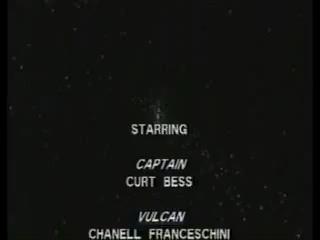 STARRING
CAPTAIN
CURT BESS
VULCAN
CHANELL FRANCESCHINI